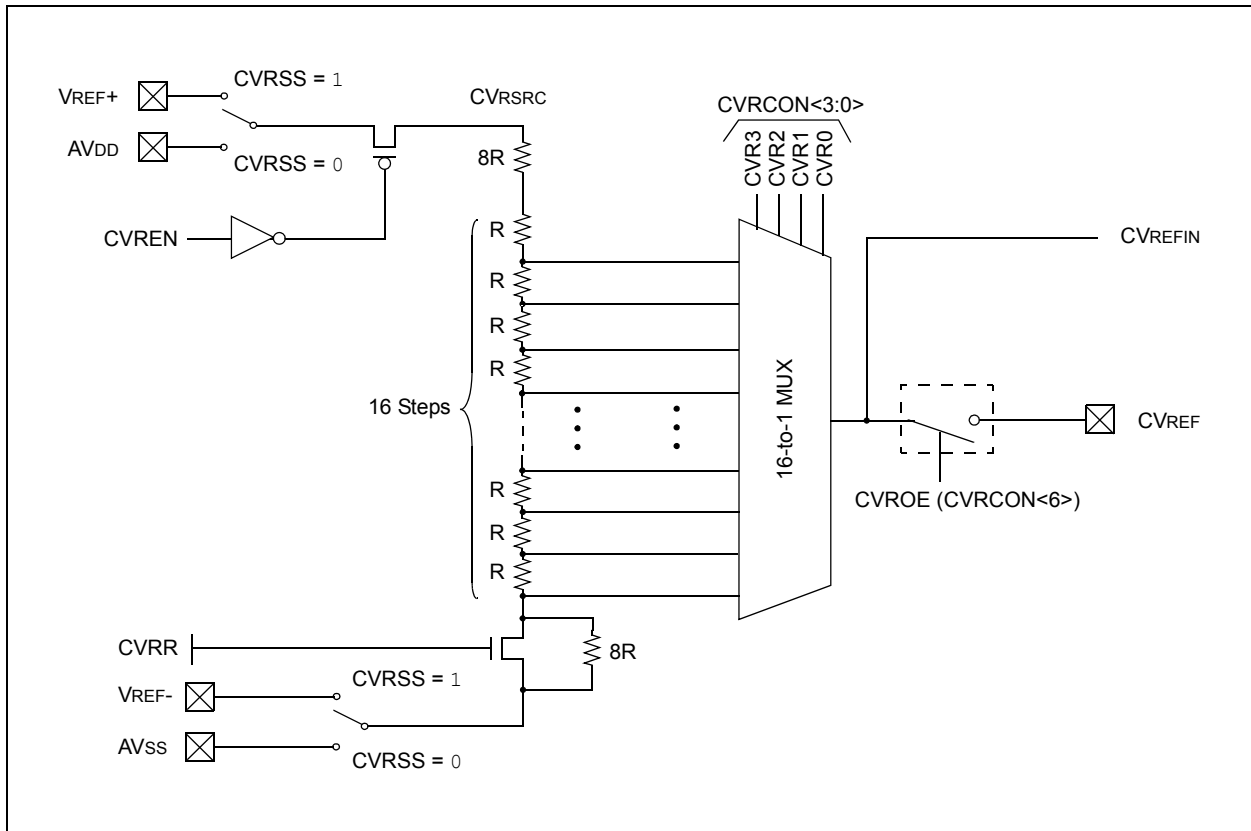 VREF+
CVRSS = 1
AVDD
CVRSS = 0
CVREN
CVRSRC
8R
R
R
R
R
16 Steps
R
R
R
CVRCON<3:0>
CVR3
CVR2
CVR1
CVR0
16-to-1 MUX
CVREFIN
CVREF
CVROE (CVRCON<6>)
CVRR
8R
VREF-
CVRSS = 1
AVSS
CVRSS = 0